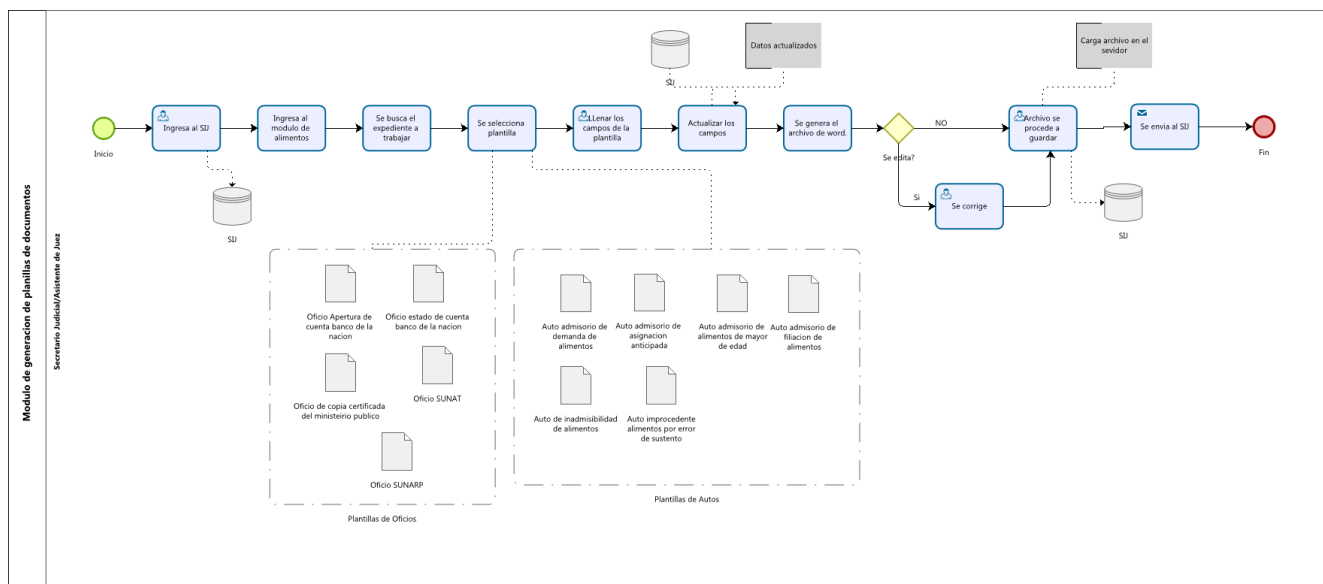 Modulo de generacion de planillas de documentos
Secretario Judicial/Asistente de Juez
Inicio
Ingresa al SIJ
SIJ
Ingresa al
modulo de
alimentos
Se busca el
expediente a
trabajar
Se selecciona
plantilla
LLenar los
campos de la
plantilla
SIJ
Datos actualizados
Actualizar los
campos
Se genera el
archivo de word.
Se edita?
NO
Si
Se corrige
Carga archivo en el
sevidor
Archivo se
procede a
guardar
SIJ
Se envia al SIJ
Fin
Oficio Apertura de
cuenta banco de la
nacion
Oficio estado de cuenta
banco de la nacion
Oficio de copia certificada
del ministeirio publico
Oficio SUNAT
Oficio SUNARP
Plantillas de Oficios
Auto admisorio de
demanda de
alimentos
Auto admisorio de
asignacion
anticipada
Auto admisorio de
alimentos de mayor
de edad
Auto admisorio de
filiacion de
alimentos
Auto de inadmisibilidad
de alimentos
Auto improcedente
alimentos por error
de sustento
Plantillas de Autos